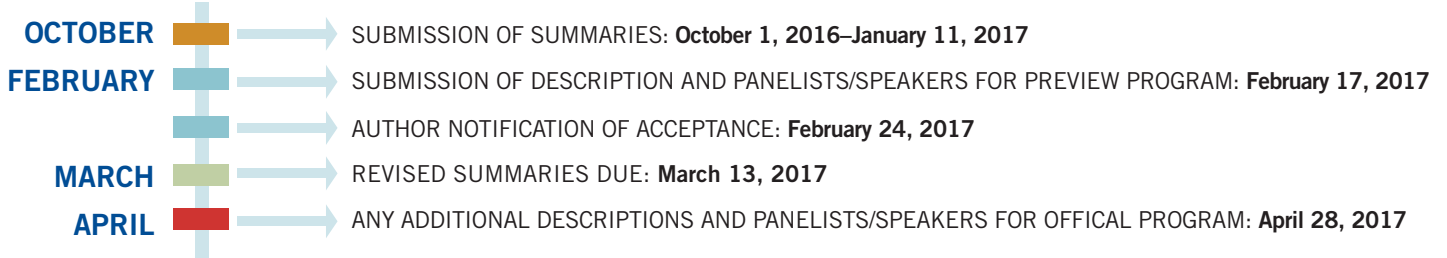 OCTOBER SUBMISSION OF SUMMARIES: October 1, 2016–January 11, 2017
FEBRUARY SUBMISSION OF DESCRIPTION AND PANELISTS/SPEAKERS FOR PREVIEW PROGRAM: February 17, 2017
AUTHOR NOTIFICATION OF ACCEPTANCE: February 24, 2017
MARCH REVISED SUMMARIES DUE: March 13, 2017
APRIL ANY ADDITIONAL DESCRIPTIONS AND PANELISTS/SPEAKERS FOR OFFICAL PROGRAM: April 28, 2017